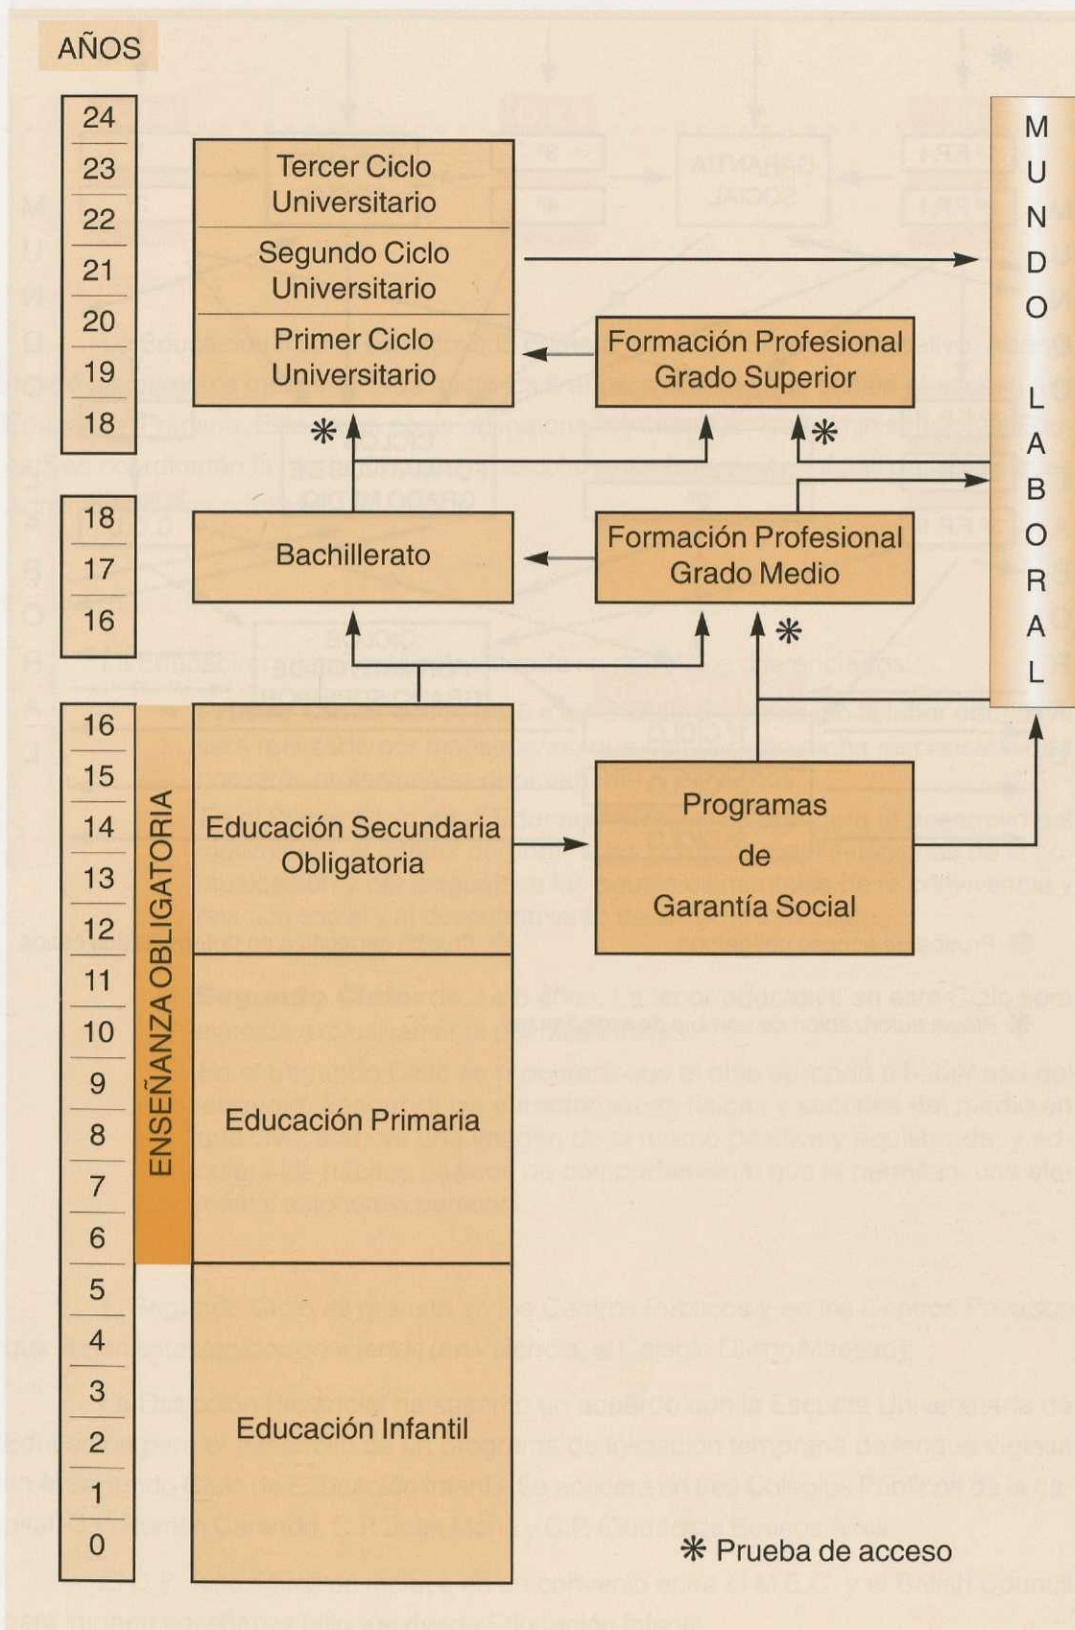 AÑOS
24
23
22
21
20
19
18
18
17
16
16
15
14
13
12
11
10
9
8
7
6
5
4
3
2
1
0
ENSEÑANZA OBLIGATORIA
Tercer Ciclo
Universitario
Segundo Ciclo
Universitario
Primer Ciclo
Universitario
Formación Profesional
Grado Superior
*
*
Bachillerato
Formación Profesional
Grado Medio
*
Educación Secundaria
Obligatoria
Programas
de
Garantía Social
Educación Primaria
Educación Infantil
MUNDO LABORAL
* Prueba de acceso